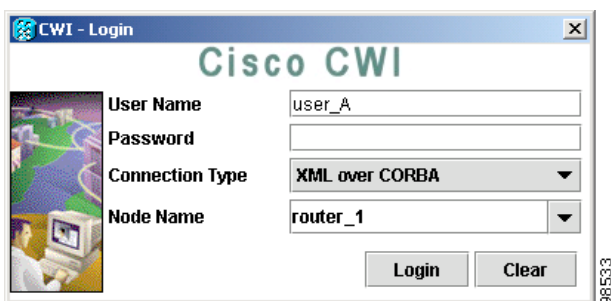 CWI - Login
Cisco CWI
User Name user_A
Password
Connection Type XML over CORBA
Node Name router_1
Login Clear
98533